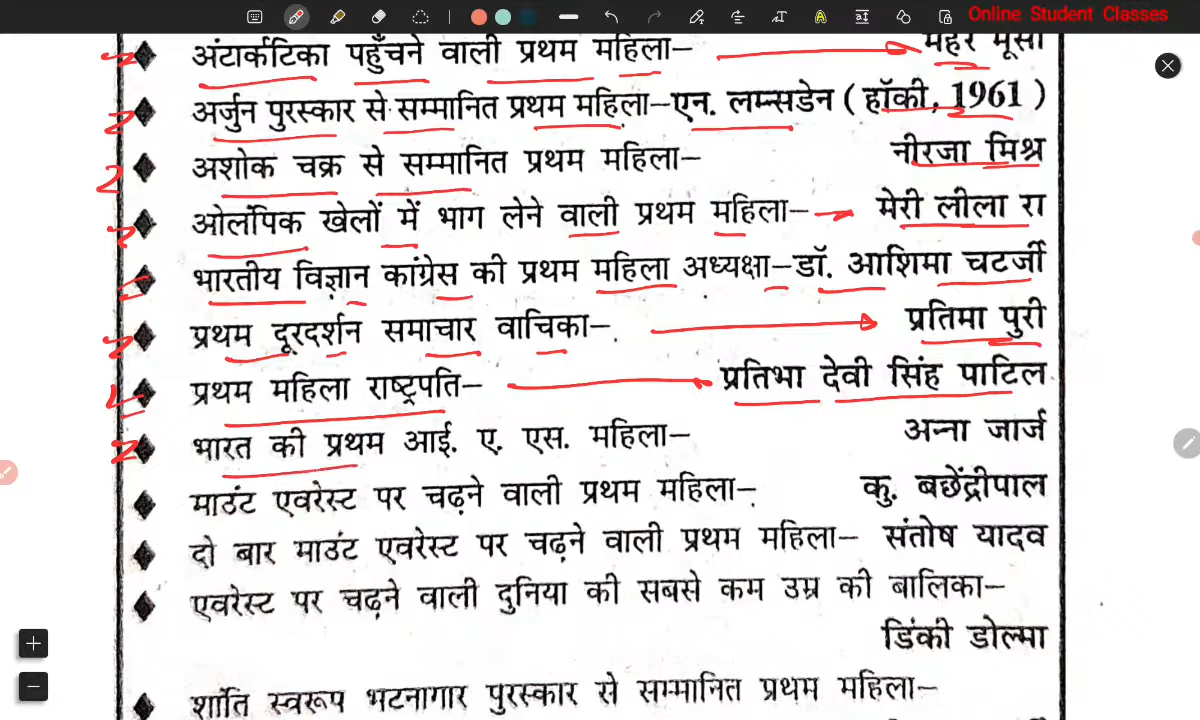 Online Student Classes
अंटार्कटिका पहुँचने वाली प्रथम महिला– मेहर मूसा
अर्जुन पुरस्कार से सम्मानित प्रथम महिला–एन. लम्सडेन ( हॉकी, 1961 )
अशोक चक्र से सम्मानित प्रथम महिला– नीरजा मिश्र
ओलंपिक खेलों में भाग लेने वाली प्रथम महिला– मेरी लीला रा
भारतीय विज्ञान कांग्रेस की प्रथम महिला अध्यक्षा–डॉ. आशिमा चटर्जी
प्रथम दूरदर्शन समाचार वाचिका– प्रतिमा पुरी
प्रथम महिला राष्ट्रपति– प्रतिभा देवी सिंह पाटिल
भारत की प्रथम आई. ए. एस. महिला– अन्ना जार्ज
माउंट एवरेस्ट पर चढ़ने वाली प्रथम महिला– कु. बछेंद्रीपाल
दो बार माउंट एवरेस्ट पर चढ़ने वाली प्रथम महिला– संतोष यादव
एवरेस्ट पर चढ़ने वाली दुनिया की सबसे कम उम्र की बालिका–
डिंकी डोल्मा
शांति स्वरूप भटनागर पुरस्कार से सम्मानित प्रथम महिला–